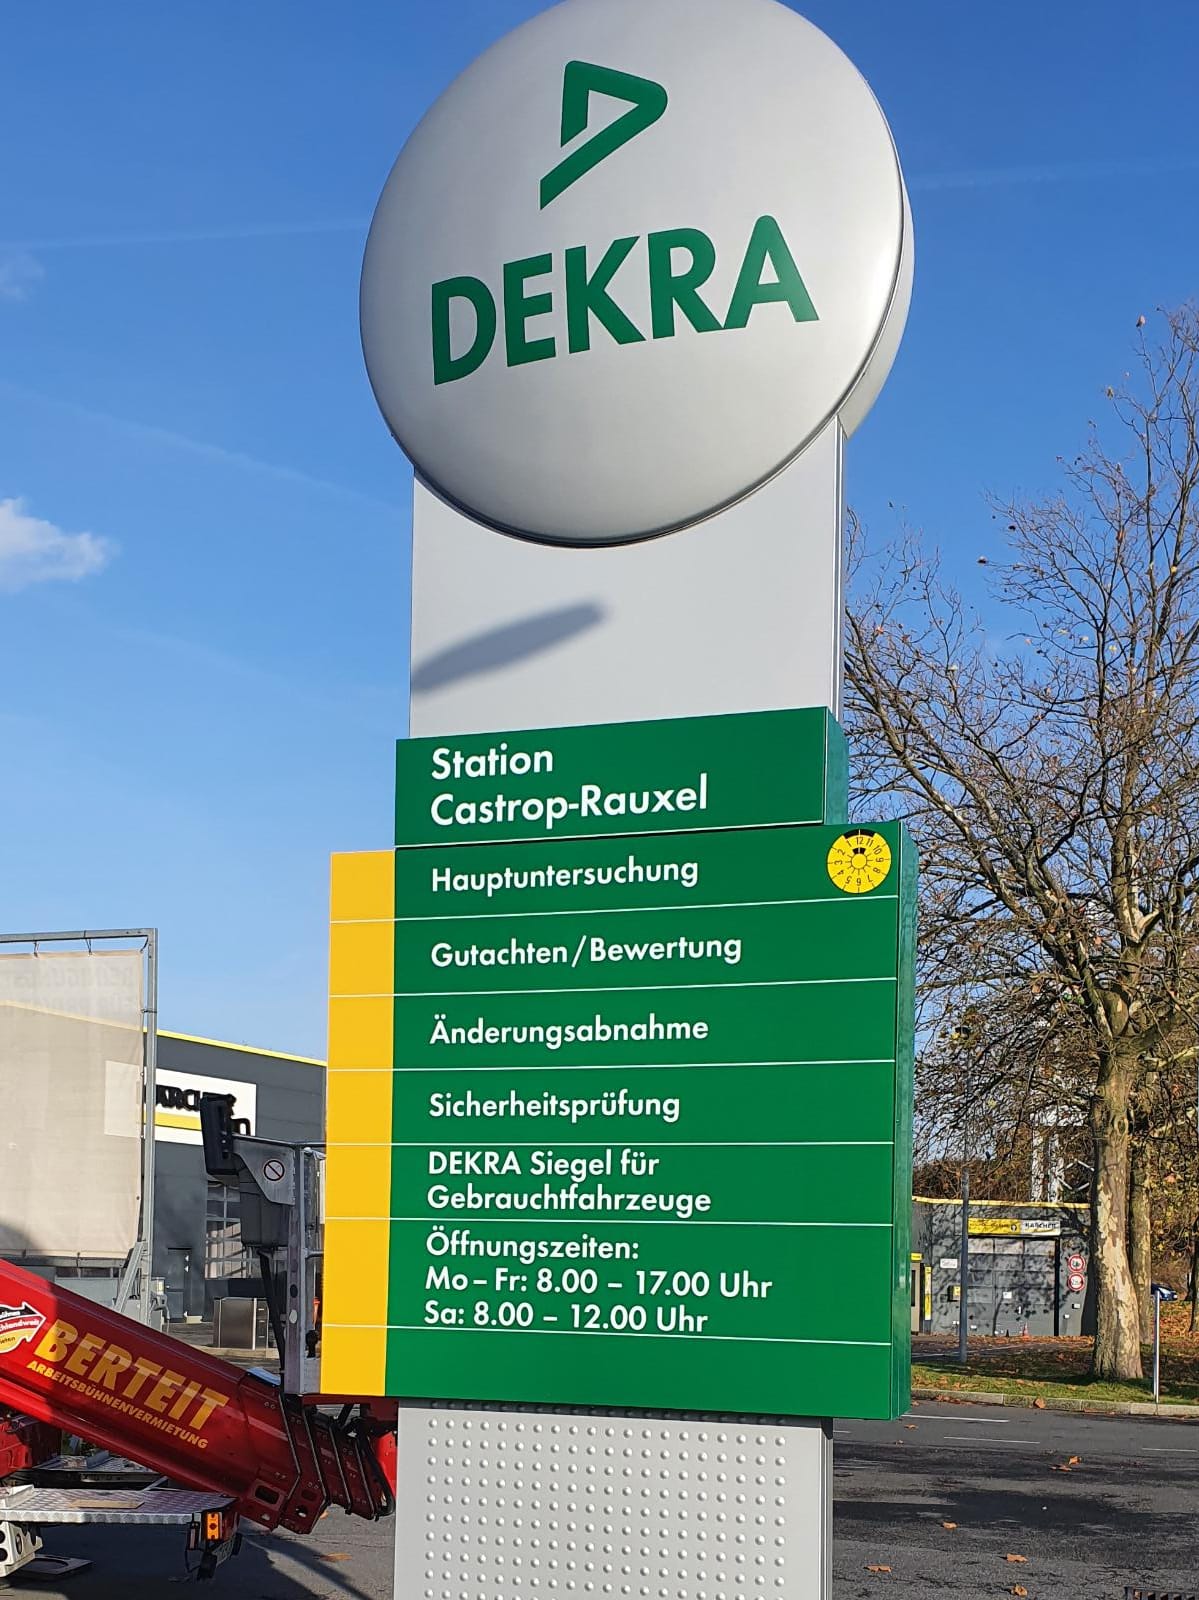 DEKRA
Station
Castrop-Rauxel
Hauptuntersuchung
Gutachten/Bewertung
Änderungsabnahme
Sicherheitsprüfung
DEKRA Siegel für
Gebrauchtfahrzeuge
Öffnungszeiten:
Mo – Fr: 8.00 – 17.00 Uhr
Sa: 8.00 – 12.00 Uhr
BERTEIT
ARBEITSBÜHNENVERMIETUNG
KÄRCHER